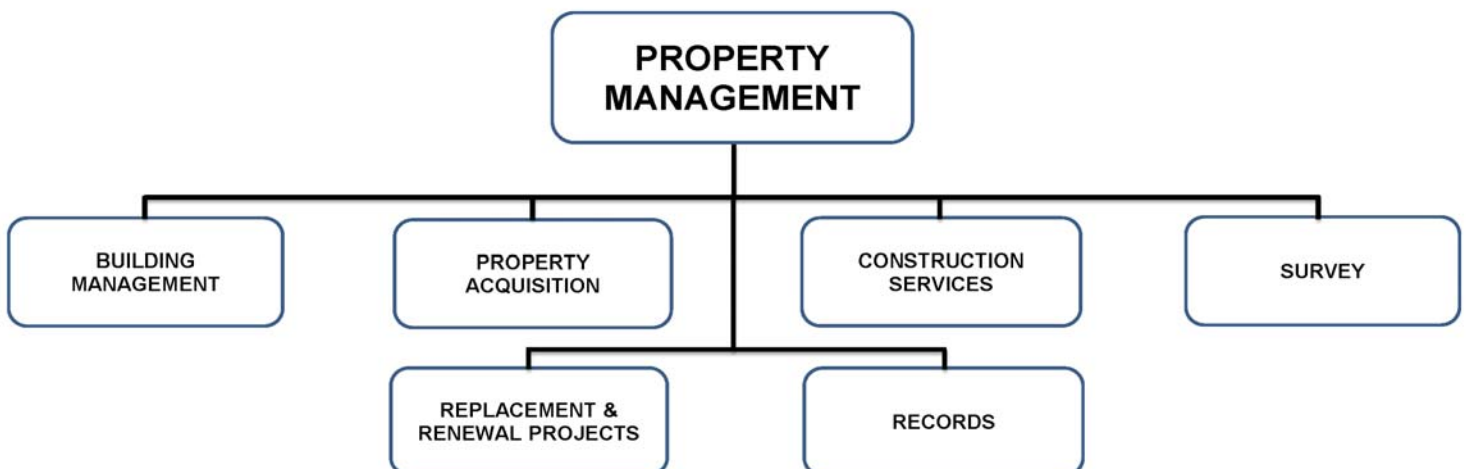 PROPERTY
MANAGEMENT
BUILDING
MANAGEMENT
PROPERTY
ACQUISITION
CONSTRUCTION
SERVICES
SURVEY
REPLACEMENT &
RENEWAL PROJECTS
RECORDS